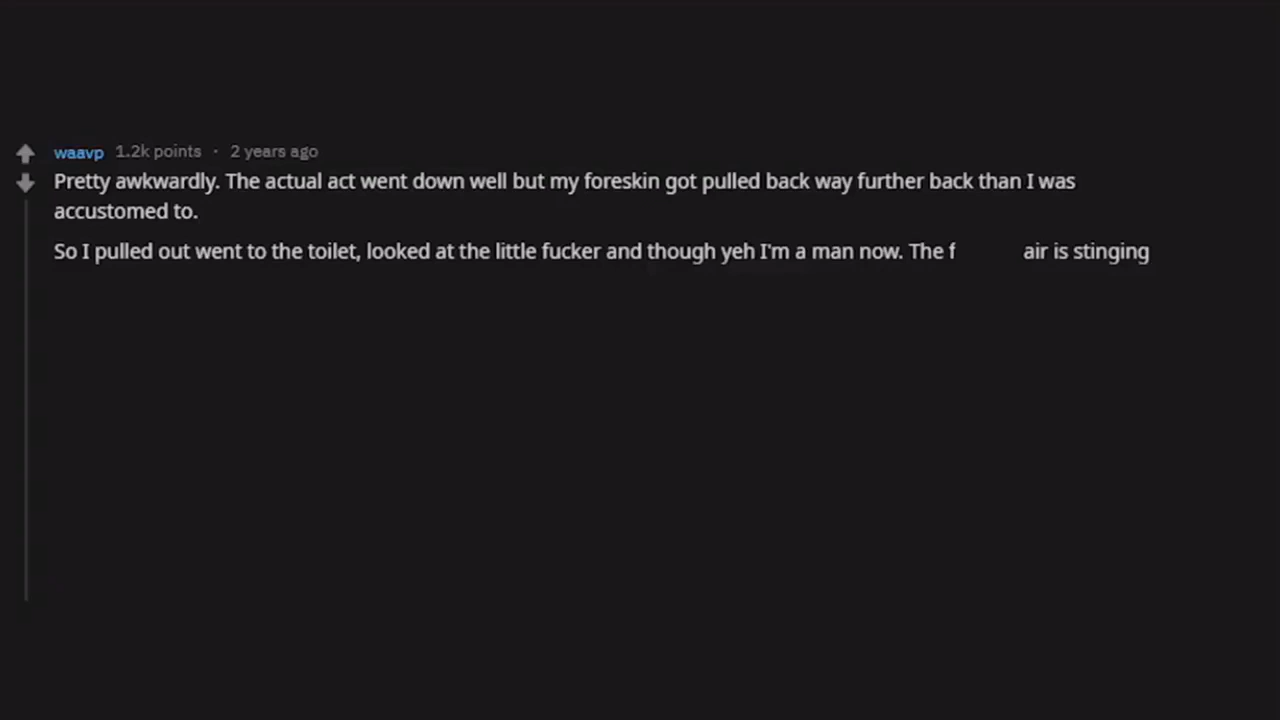 waavp 1.2k points · 2 years ago
Pretty awkwardly. The actual act went down well but my foreskin got pulled back way further back than I was
accustomed to.
So I pulled out went to the toilet, looked at the little fucker and though yeh I'm a man now. The f air is stinging